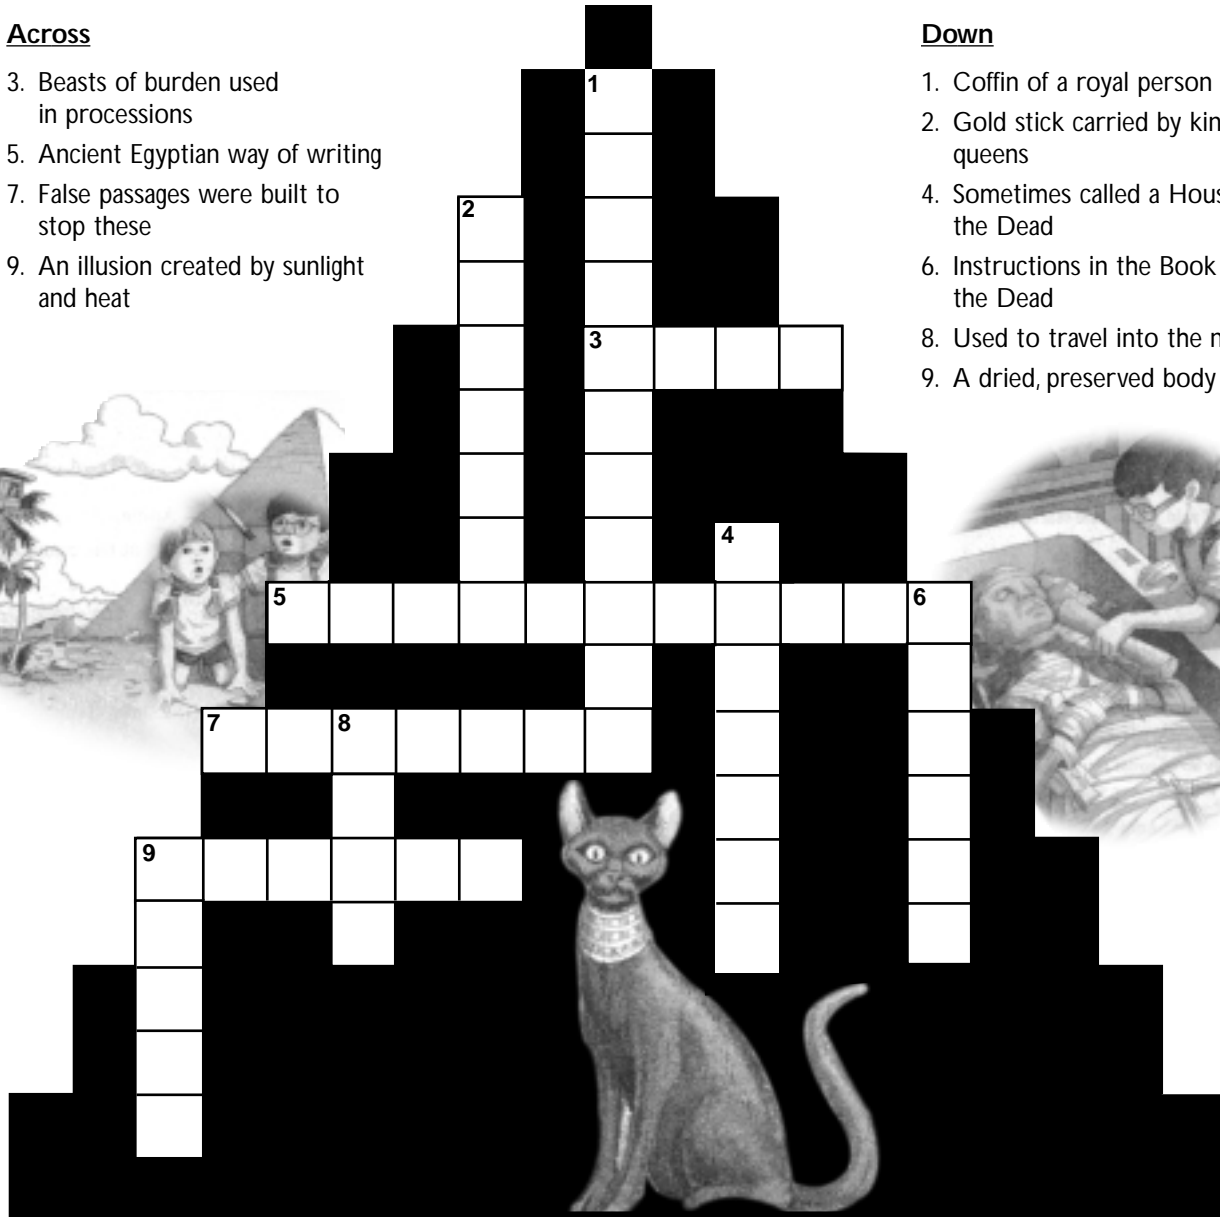 Across
3. Beasts of burden used
in processions
5. Ancient Egyptian way of writing
7. False passages were built to
stop these
9. An illusion created by sunlight
and heat
Down
1. Coffin of a royal person
2. Gold stick carried by
queens
4. Sometimes called a
the Dead
6. Instructions in the Book
the Dead
8. Used to travel into the
9. A dried, preserved body
1
2
3
4
5
6
7
8
9